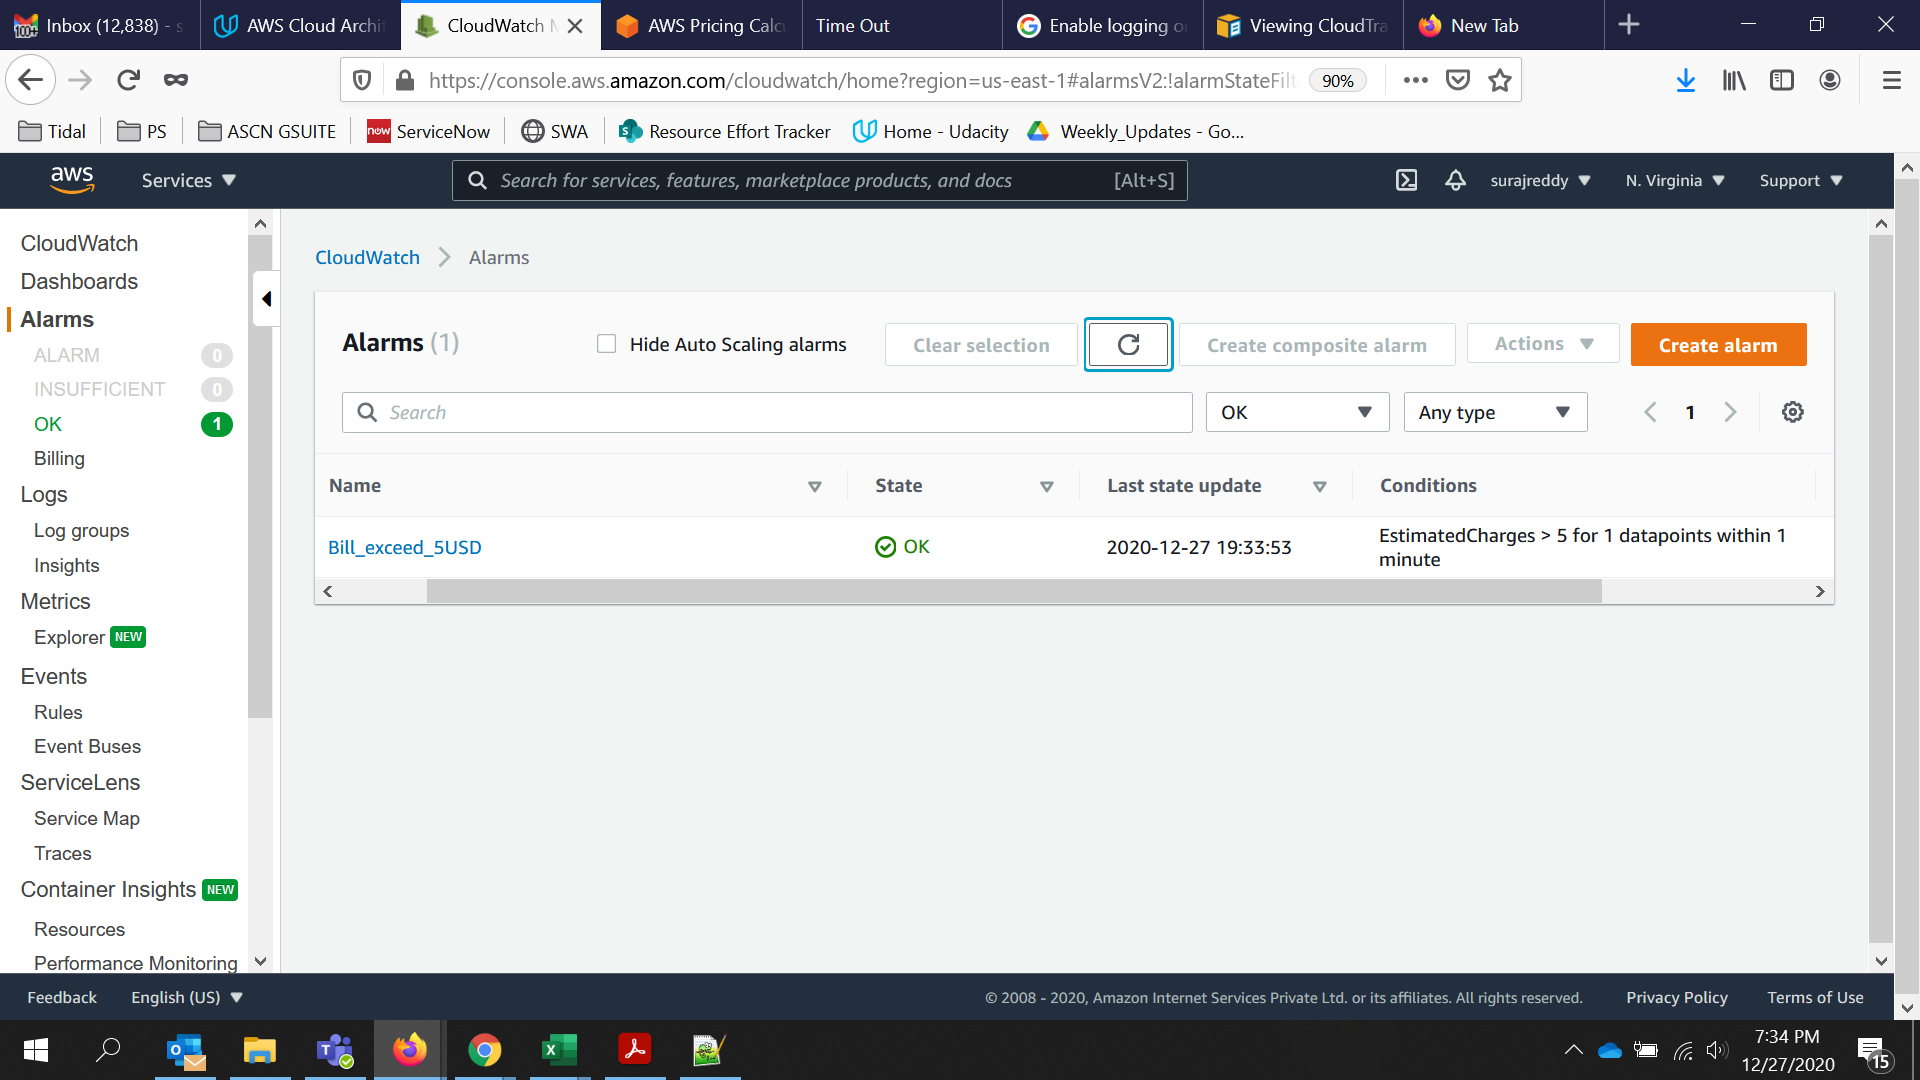 Inbox (12,838) - s
AWS Cloud Archit
CloudWatch M
AWS Pricing Calcu
Time Out
Enable logging o
Viewing CloudTra
New Tab
https://console.aws.amazon.com/cloudwatch/home?region=us-east-1#alarmsV2:!alarmStateFilt
90%
Tidal
PS
ASCN GSUITE
now ServiceNow
SWA
Resource Effort Tracker
Home - Udacity
Weekly_Updates - Go...
aws
Services
Search for services, features, marketplace products, and docs
[Alt+S]
surajreddy
N. Virginia
Support
CloudWatch
Dashboards
Alarms
ALARM 0
INSUFFICIENT 0
OK 1
Billing
Logs
Log groups
Insights
Metrics
Explorer NEW
Events
Rules
Event Buses
ServiceLens
Service Map
Traces
Container Insights NEW
Resources
Performance Monitoring
CloudWatch
Alarms
Alarms (1)
Hide Auto Scaling alarms
Clear selection
Create composite alarm
Actions
Create alarm
Search
OK
Any type
1
Name
State
Last state update
Conditions
Bill_exceed_5USD
OK
2020-12-27 19:33:53
EstimatedCharges > 5 for 1 datapoints within 1
minute
Feedback
English (US)
© 2008 - 2020, Amazon Internet Services Private Ltd. or its affiliates. All rights reserved.
Privacy Policy
Terms of Use
7:34 PM
12/27/2020
15